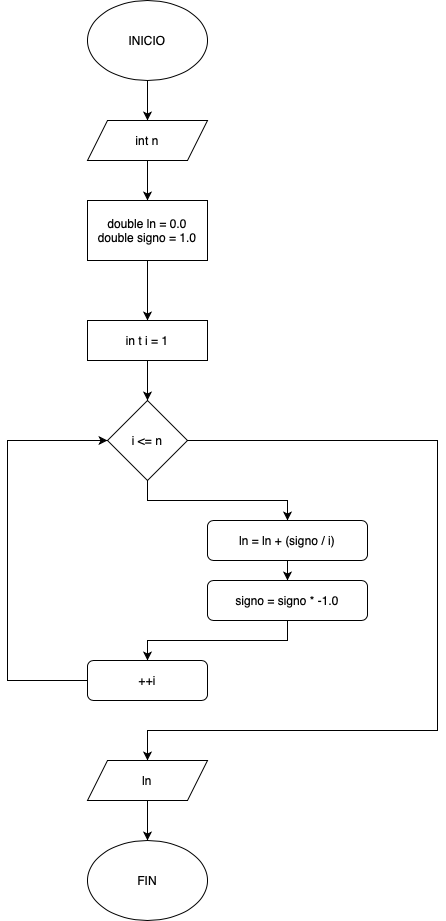 INICIO
int n
double ln = 0.0
double signo = 1.0
in t i = 1
i <= n
ln = ln + (signo / i)
signo = signo * -1.0
++i
ln
FIN